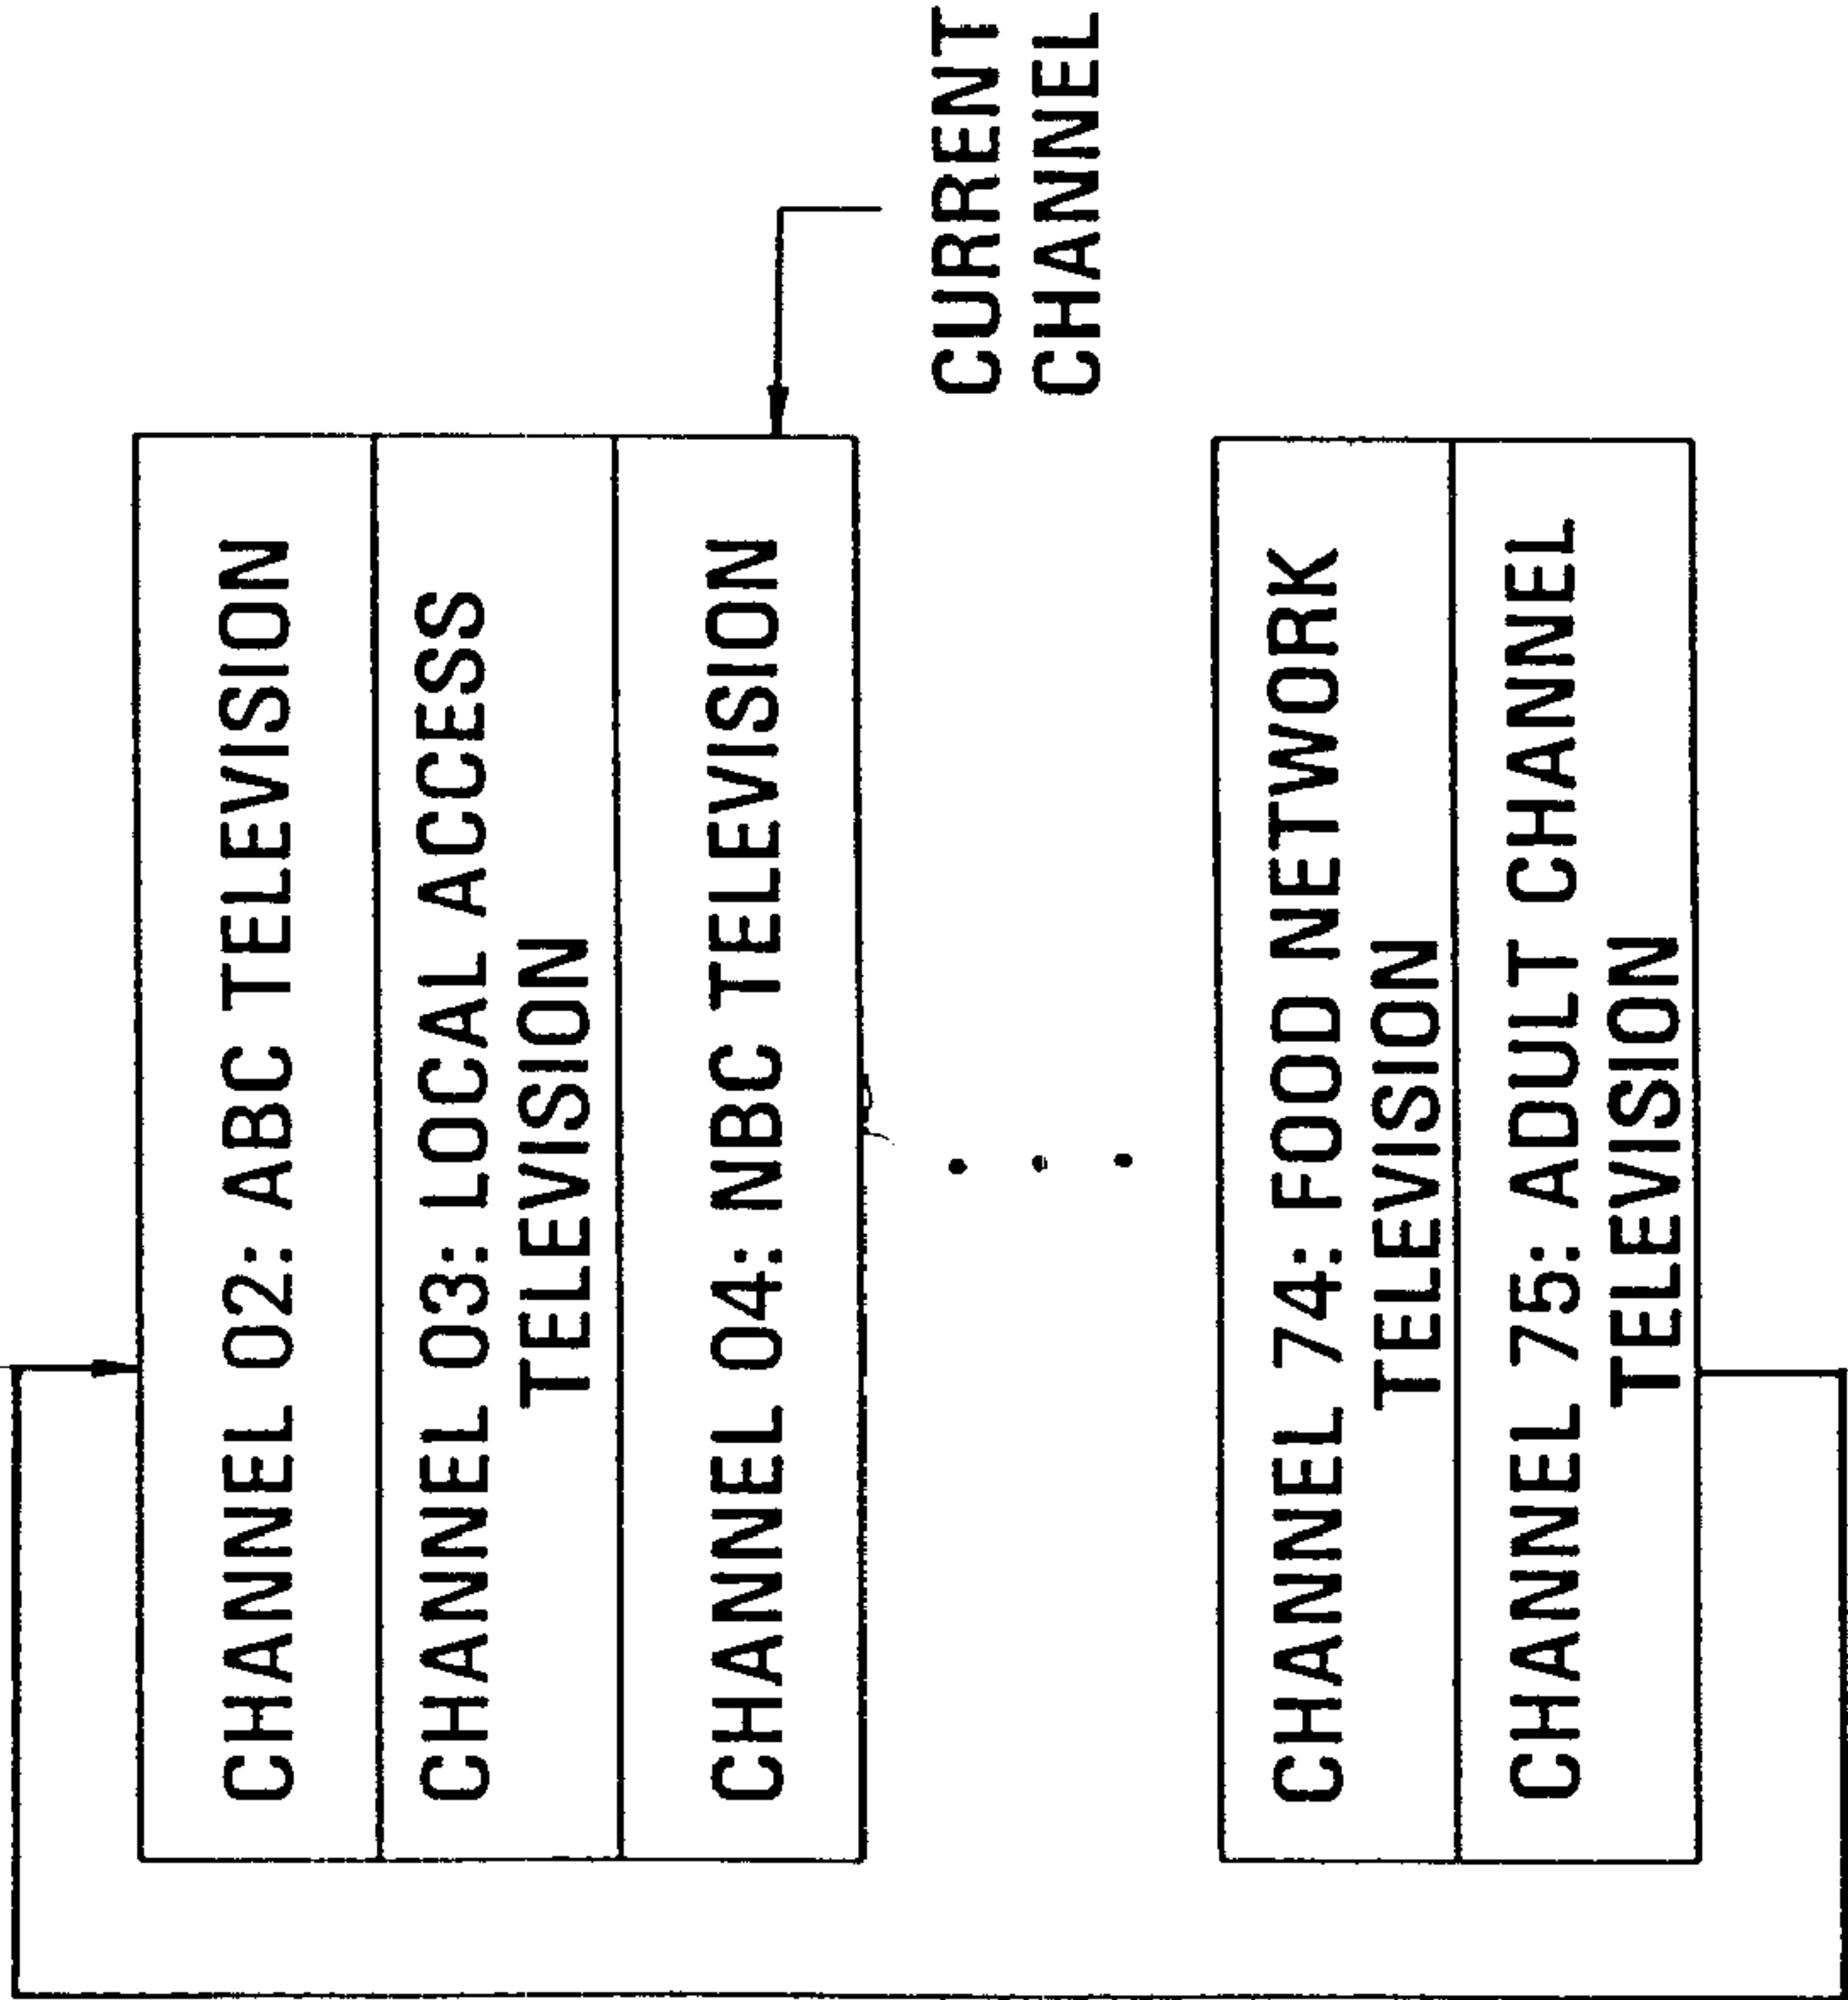 CHANNEL 02: ABC TELEVISION
CHANNEL 03: LOCAL ACCESS
TELEVISION
CHANNEL 04: NBC TELEVISION
CURRENT
CHANNEL
CHANNEL 74: FOOD NETWORK
TELEVISION
CHANNEL 75: ADULT CHANNEL
TELEVISION